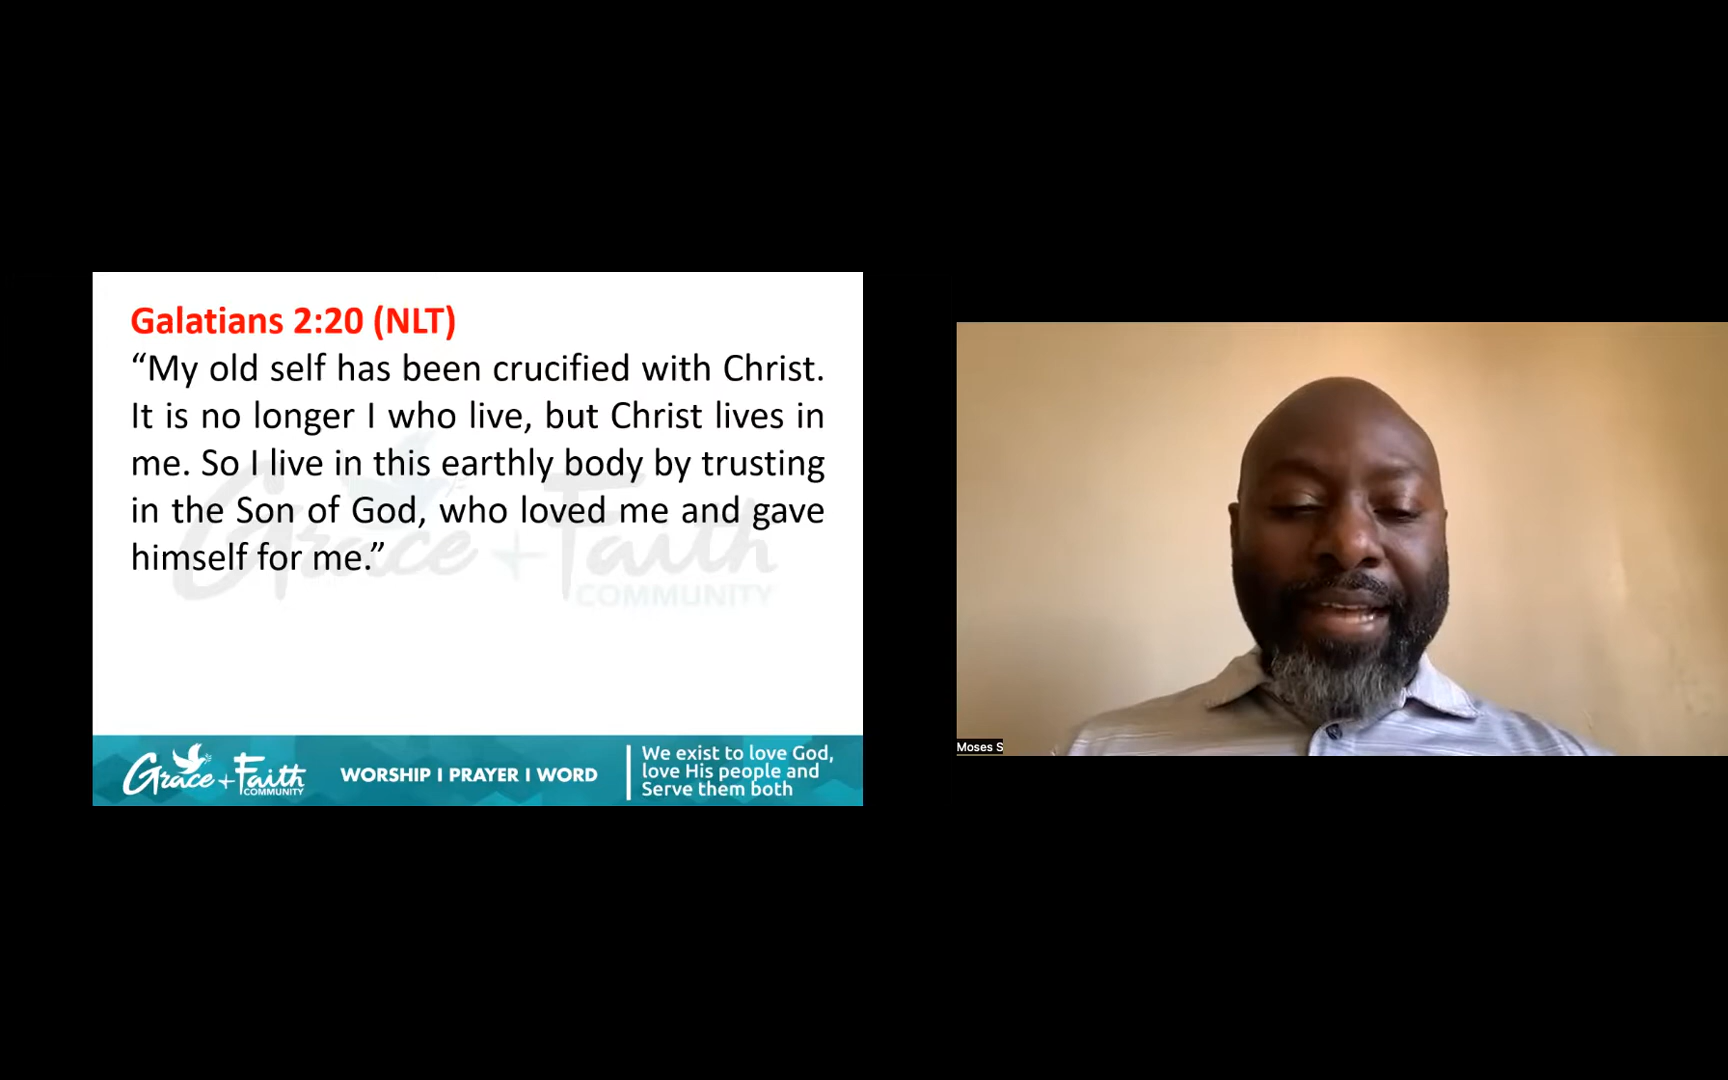 Galatians 2:20 (NLT)
“My old self has been crucified with Christ.
It is no longer I who live, but Christ lives in
me. So I live in this earthly body by trusting
in the Son of God, who loved me and gave
himself for me.”
Grace + Faith
COMMUNITY
Grace + Faith
COMMUNITY
WORSHIP I PRAYER I WORD
We exist to love God,
love His people and
Serve them both
Moses S